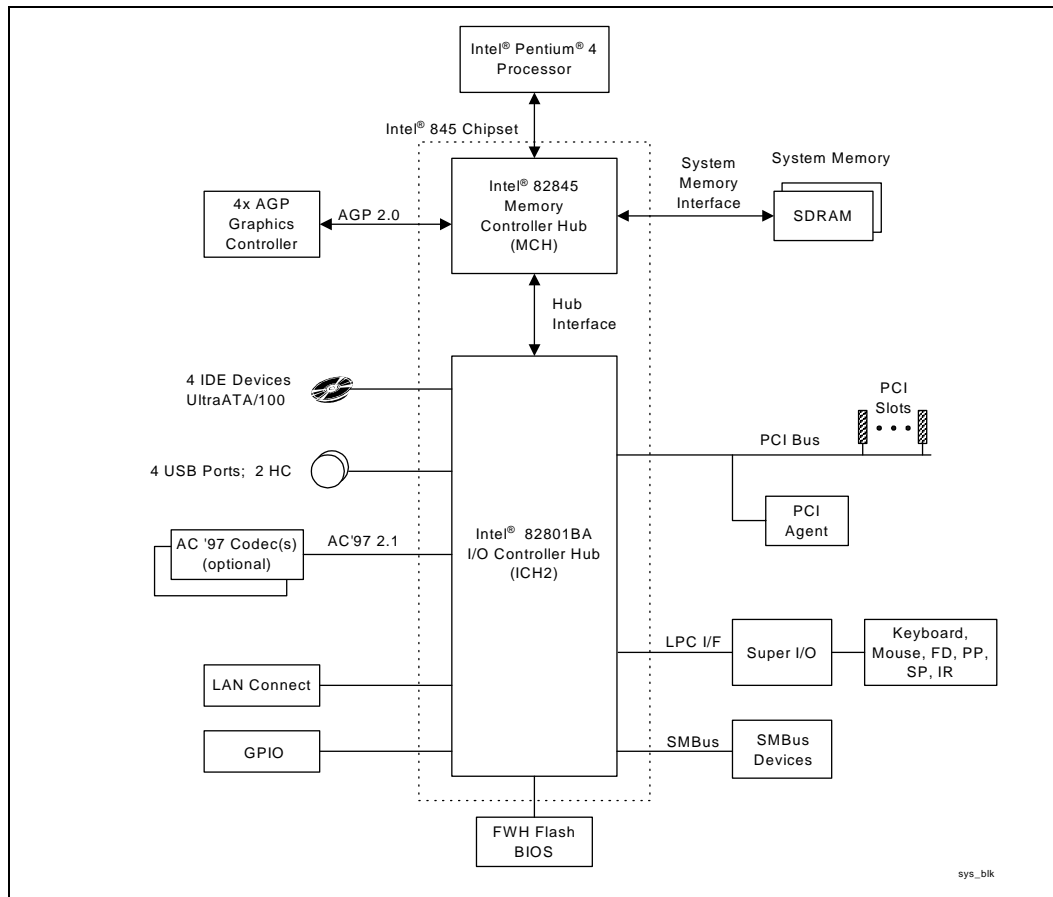 Intel® Pentium® 4
Processor
Intel® 845 Chipset
System Memory
System
Memory
Interface
Intel® 82845
Memory
Controller Hub
(MCH)
4x AGP
Graphics
Controller
AGP 2.0
SDRAM
Hub
Interface
4 IDE Devices
UltraATA/100
PCI
Slots
PCI Bus
4 USB Ports; 2 HC
PCI
Agent
Intel® 82801BA
I/O Controller Hub
(ICH2)
AC '97 Codec(s)
(optional)
AC'97 2.1
LPC I/F
Super I/O
Keyboard,
Mouse, FD, PP,
SP, IR
LAN Connect
GPIO
SMBus
SMBus
Devices
FWH Flash
BIOS
sys_blk